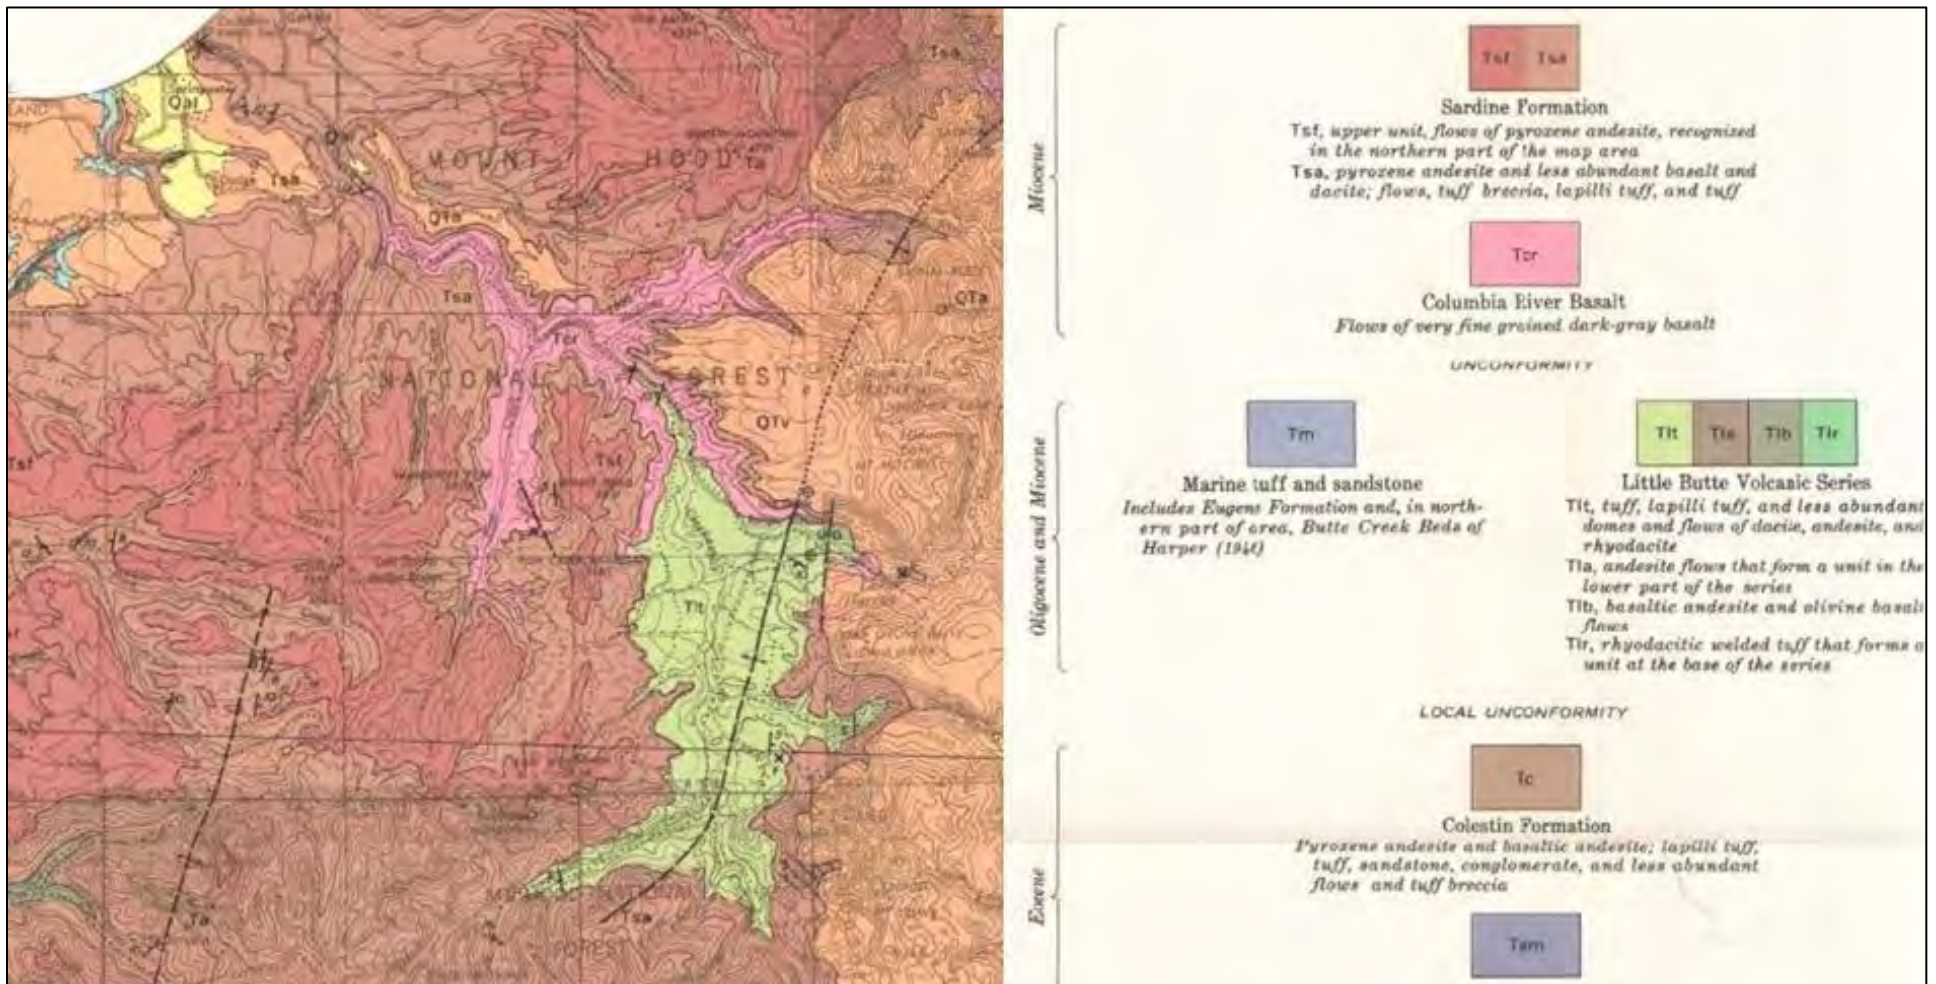 Qal
Tsa
MOUNT HOOD
Tsa
QTa
Tsa
QTa
Tcr
NATIONAL FOREST
QTv
Tsf
Tsf
Tlt
Tsa
FOREST
Miocene
Tsf Tsa
Sardine Formation
Tsf, upper unit, flows of pyroxene andesite, recognized
in the northern part of the map area
Tsa, pyroxene andesite and less abundant basalt and
dacite; flows, tuff breccia, lapilli tuff, and tuff
Tcr
Columbia River Basalt
Flows of very fine grained dark-gray basalt
UNCONFORMITY
Oligocene and Miocene
Tm
Marine tuff and sandstone
Includes Eugene Formation and, in north-
ern part of area, Butte Creek Beds of
Harper (1946)
Tlt Tla Tlb Tlr
Little Butte Volcanic Series
Tlt, tuff, lapilli tuff, and less abundant
domes and flows of dacite, andesite, and
rhyodacite
Tla, andesite flows that form a unit in the
lower part of the series
Tlb, basaltic andesite and olivine basalt
flows
Tlr, rhyodacitic welded tuff that forms a
unit at the base of the series
LOCAL UNCONFORMITY
Eocene
Tc
Colestin Formation
Pyroxene andesite and basaltic andesite; lapilli tuff,
tuff, sandstone, conglomerate, and less abundant
flows and tuff breccia
Tem